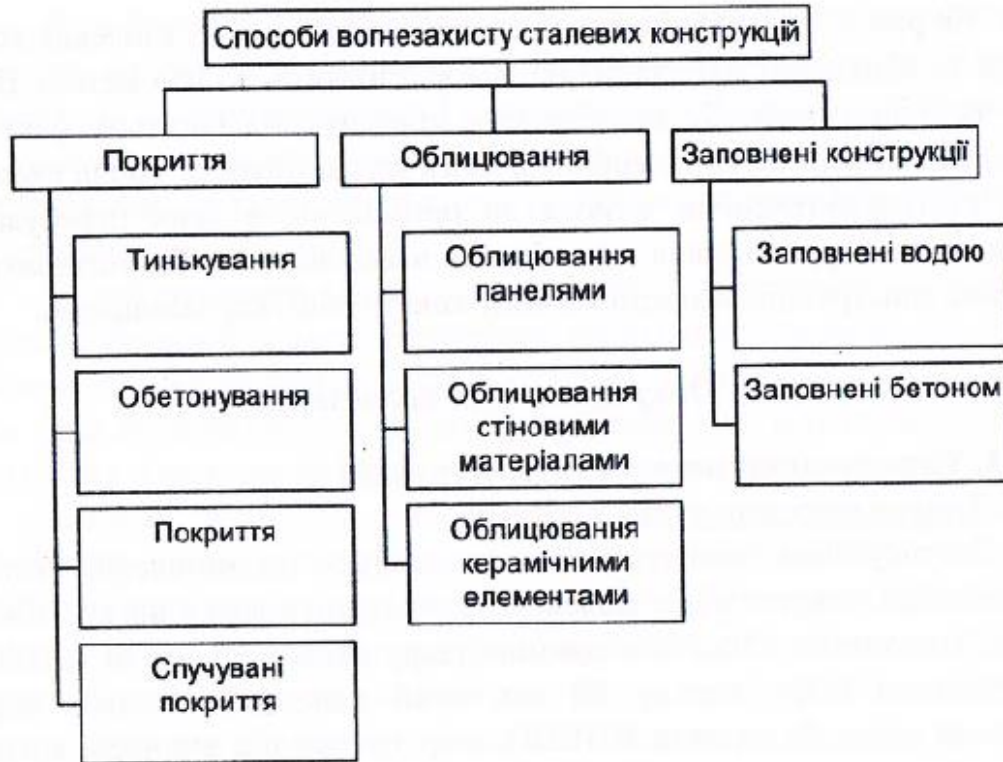 Способи вогнезахисту сталевих конструкцій
Покриття
Облицювання
Заповнені конструкції
Тинькування
Обетонування
Покриття
Спучувані
покриття
Облицювання
панелями
Облицювання
стіновими
матеріалами
Облицювання
керамічними
елементами
Заповнені водою
Заповнені бетоном